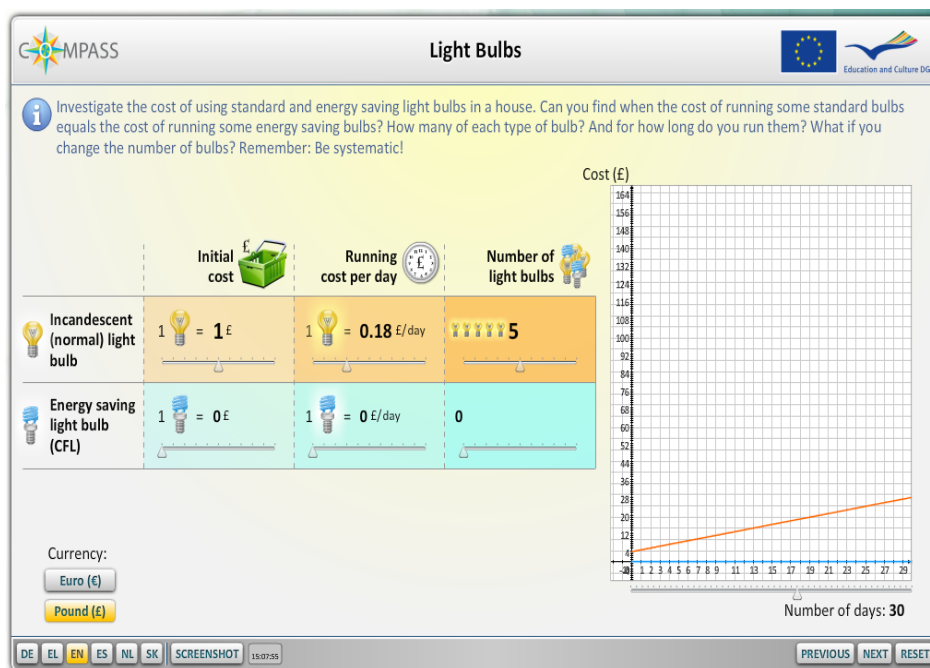 COMPASS
Light Bulbs
Education and Culture DG
Investigate the cost of using standard and energy saving light bulbs in a house. Can you find when the cost of running some standard bulbs
equals the cost of running some energy saving bulbs? How many of each type of bulb? And for how long do you run them? What if you
change the number of bulbs? Remember: Be systematic!
Cost (£)
164
156
148
140
132
124
116
108
100
92
84
76
68
60
52
44
36
28
20
12
4
1 2 3 4 5 6 7 8 9 11 13 15 17 19 21 23 25 27 29
Number of days: 30
Initial
cost
£
Running
cost per day
£
Number of
light bulbs
Incandescent
(normal) light
bulb
1 = 1 £
1 = 0.18 £/day
5
Energy saving
light bulb
(CFL)
1 = 0 £
1 = 0 £/day
0
Currency:
Euro (€)
Pound (£)
DE EL EN ES NL SK SCREENSHOT 15:07:55 PREVIOUS NEXT RESET